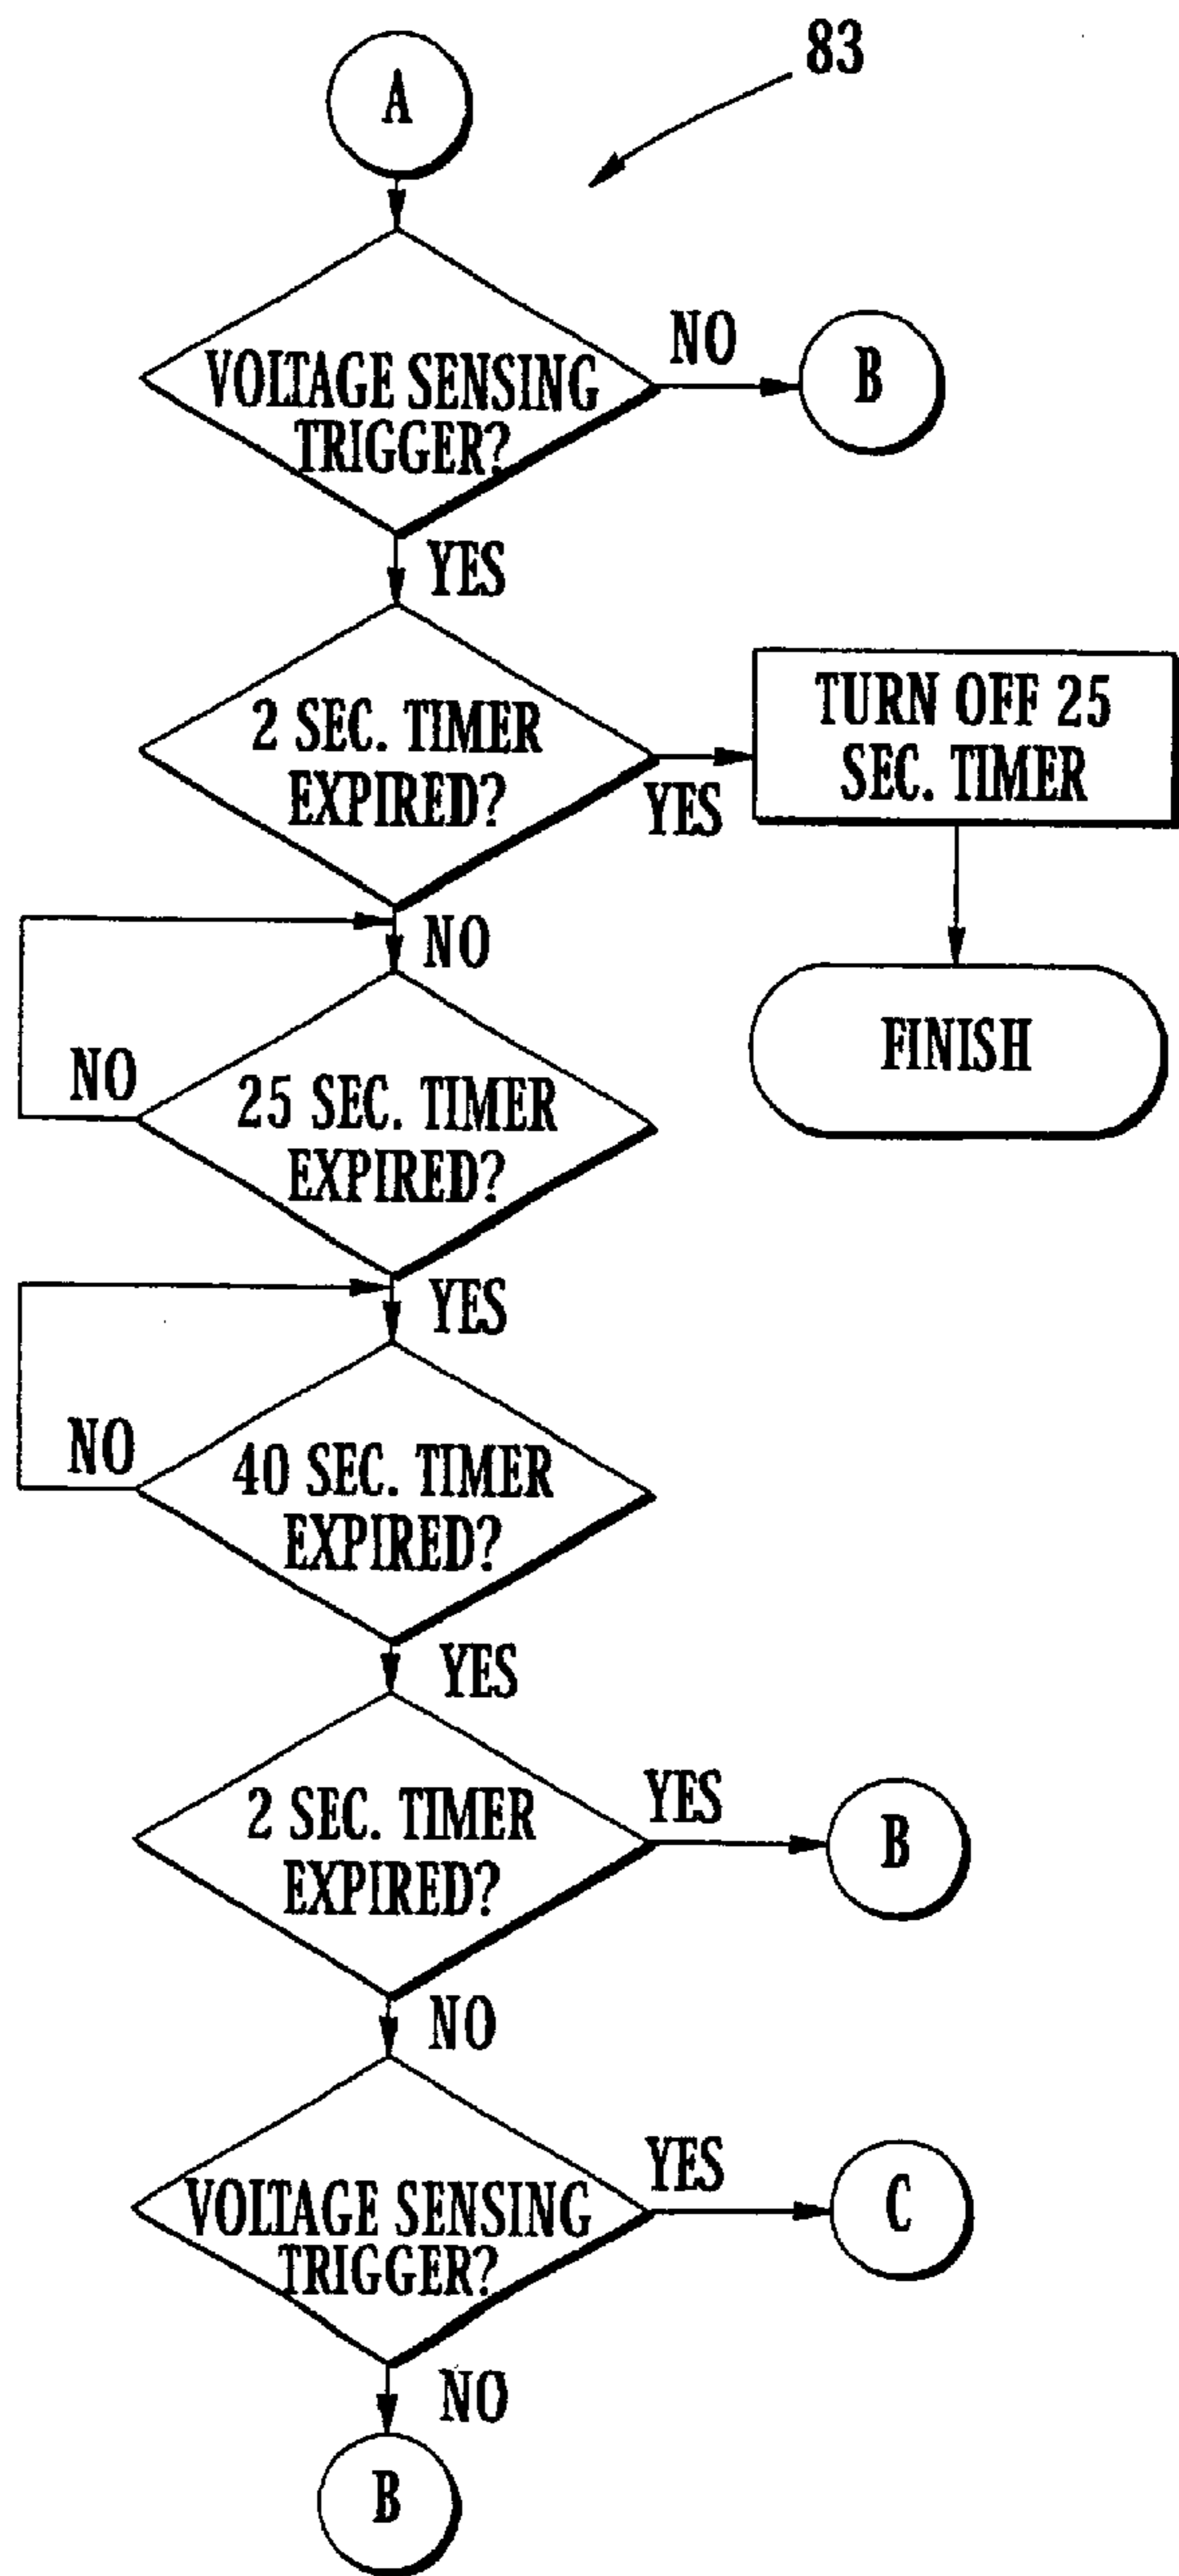 83
A
VOLTAGE SENSING
TRIGGER?
NO
B
YES
2 SEC. TIMER
EXPIRED?
YES
TURN OFF 25
SEC. TIMER
FINISH
NO
25 SEC. TIMER
EXPIRED?
NO
YES
40 SEC. TIMER
EXPIRED?
NO
YES
2 SEC. TIMER
EXPIRED?
YES
B
NO
VOLTAGE SENSING
TRIGGER?
YES
C
NO
B